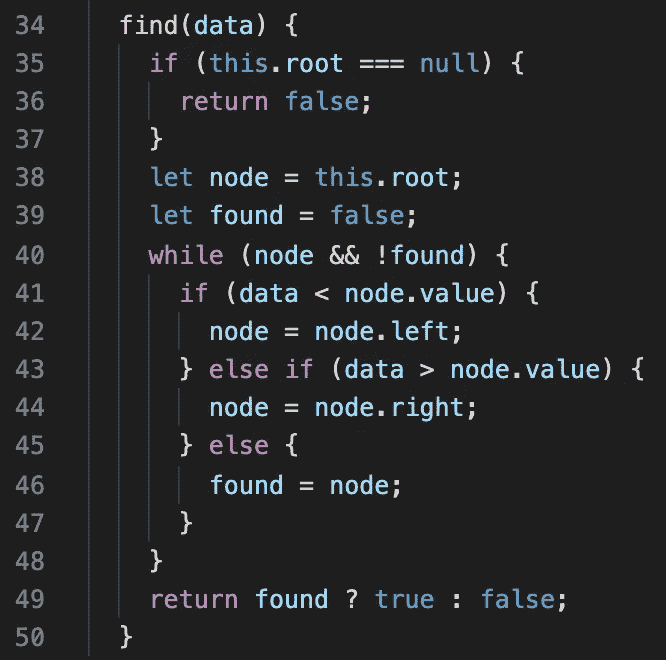 34 find(data) {
35 if (this.root === null) {
36 return false;
37 }
38 let node = this.root;
39 let found = false;
40 while (node && !found) {
41 if (data < node.value) {
42 node = node.left;
43 } else if (data > node.value) {
44 node = node.right;
45 } else {
46 found = node;
47 }
48 }
49 return found ? true : false;
50 }